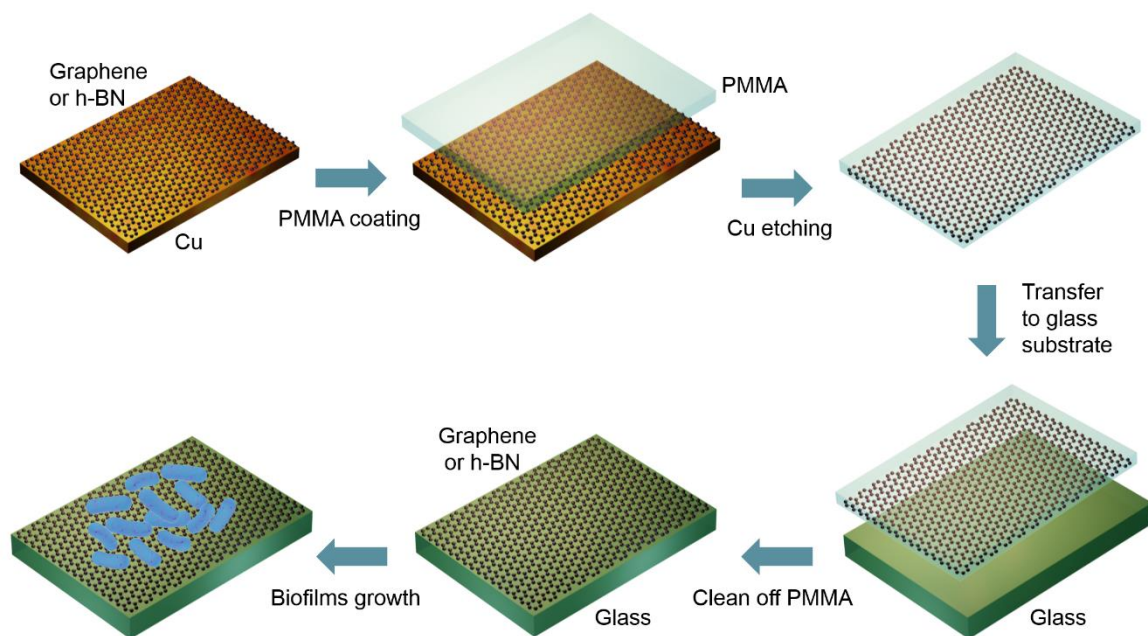 Graphene
or h-BN
Cu
PMMA coating
PMMA
Cu etching
Transfer
to glass
substrate
Glass
Clean off PMMA
Graphene
or h-BN
Glass
Biofilms growth